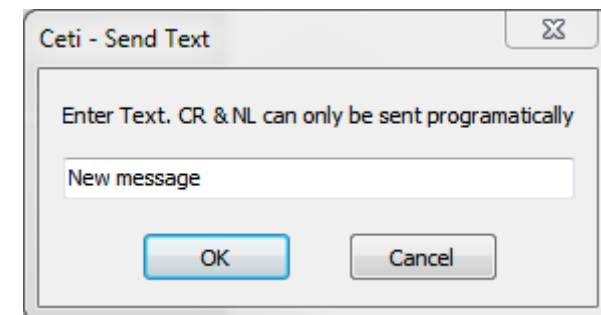 Ceti - Send Text
Enter Text. CR & NL can only be sent programatically
New message
OK
Cancel